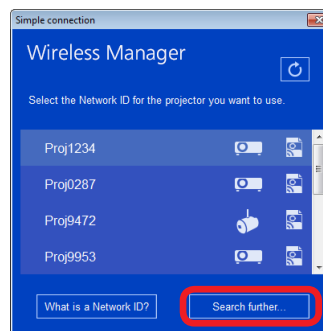 Simple connection
Wireless Manager
Select the Network ID for the projector you want to use.
Proj1234
Proj0287
Proj9472
Proj9953
What is a Network ID?
Search further...